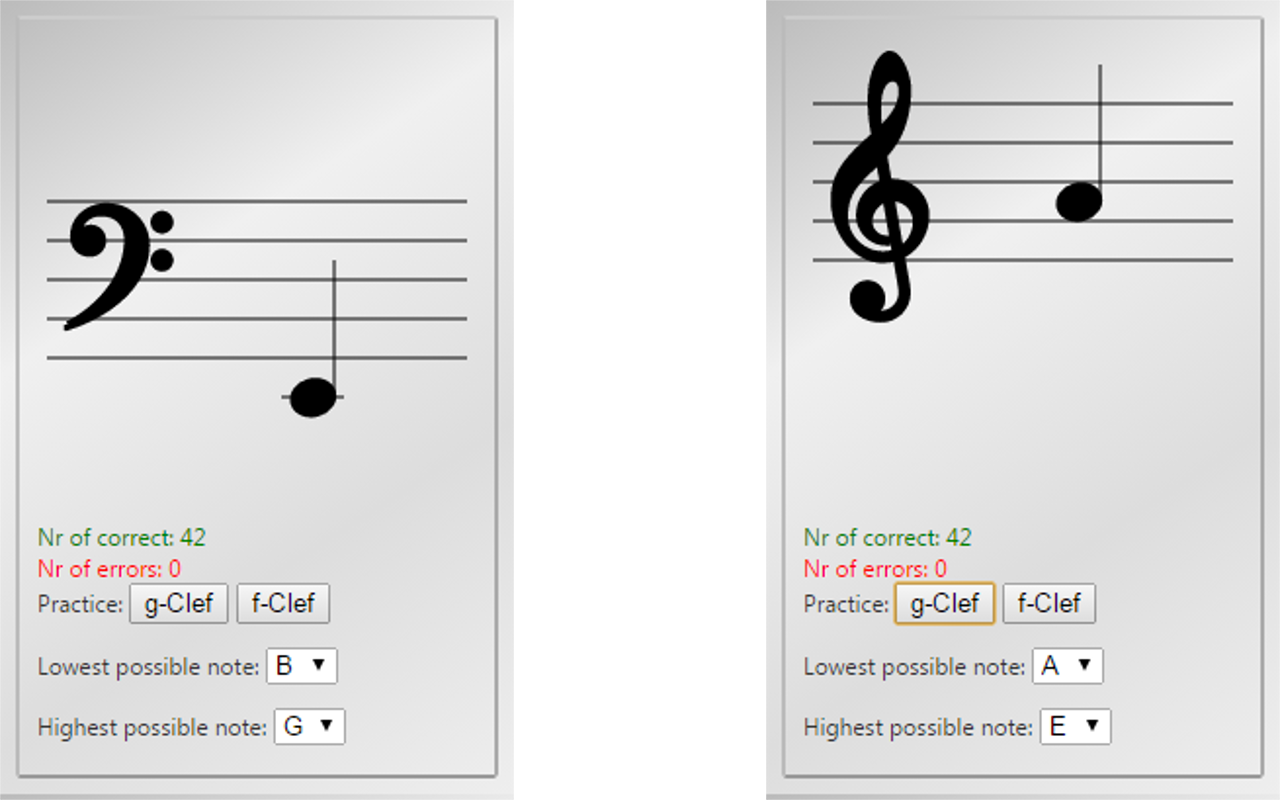 Nr of correct: 42
Nr of errors: 0
Practice: g-Clef f-Clef
Lowest possible note: B
Highest possible note: G
Nr of correct: 42
Nr of errors: 0
Practice: g-Clef f-Clef
Lowest possible note: A
Highest possible note: E